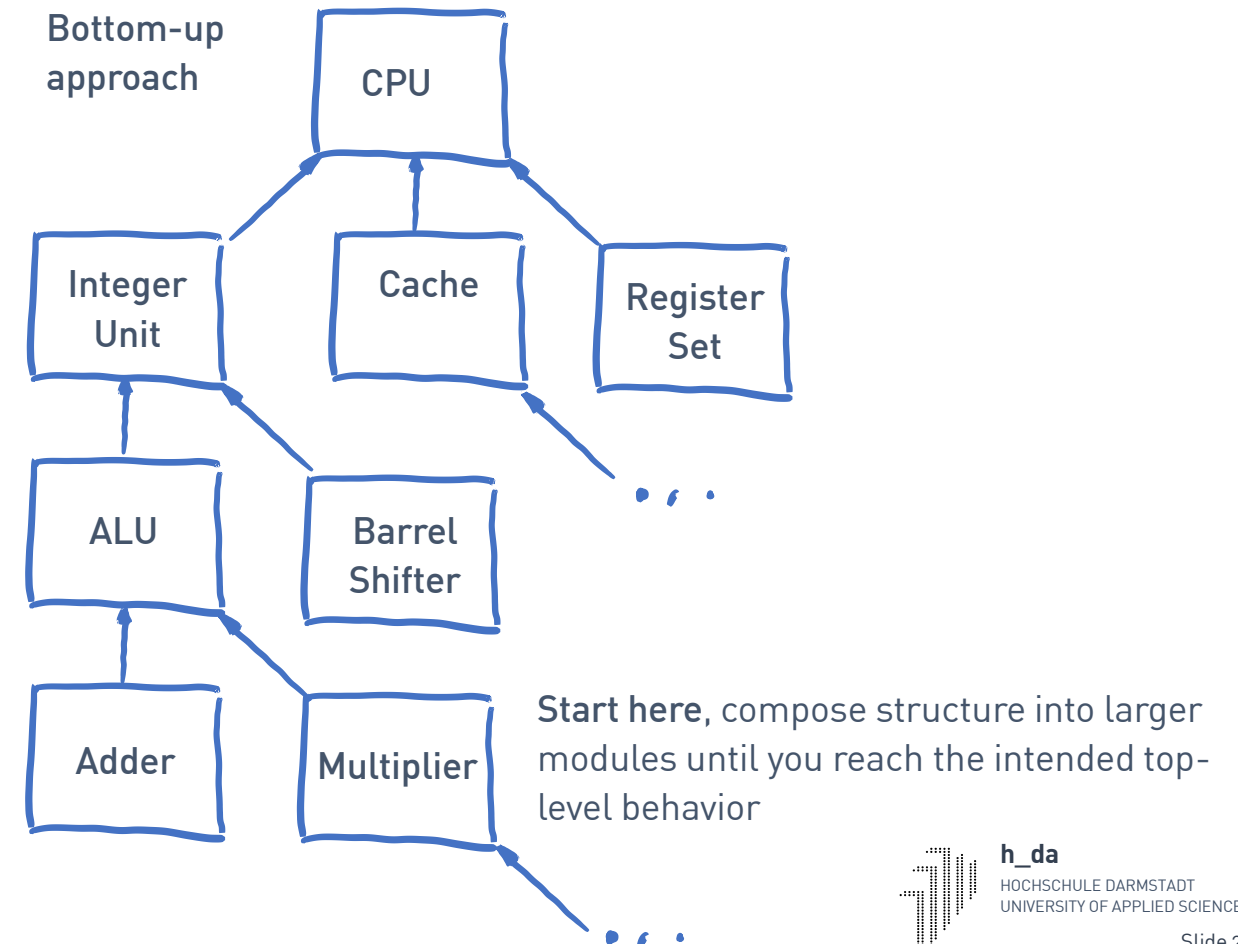 Bottom-up
approach
CPU
Integer
Unit
Cache
Register
Set
ALU
Barrel
Shifter
Adder
Multiplier
Start here, compose structure into larger
modules until you reach the intended top-
level behavior
h_da
HOCHSCHULE DARMSTADT
UNIVERSITY OF APPLIED SCIENCE
Slide